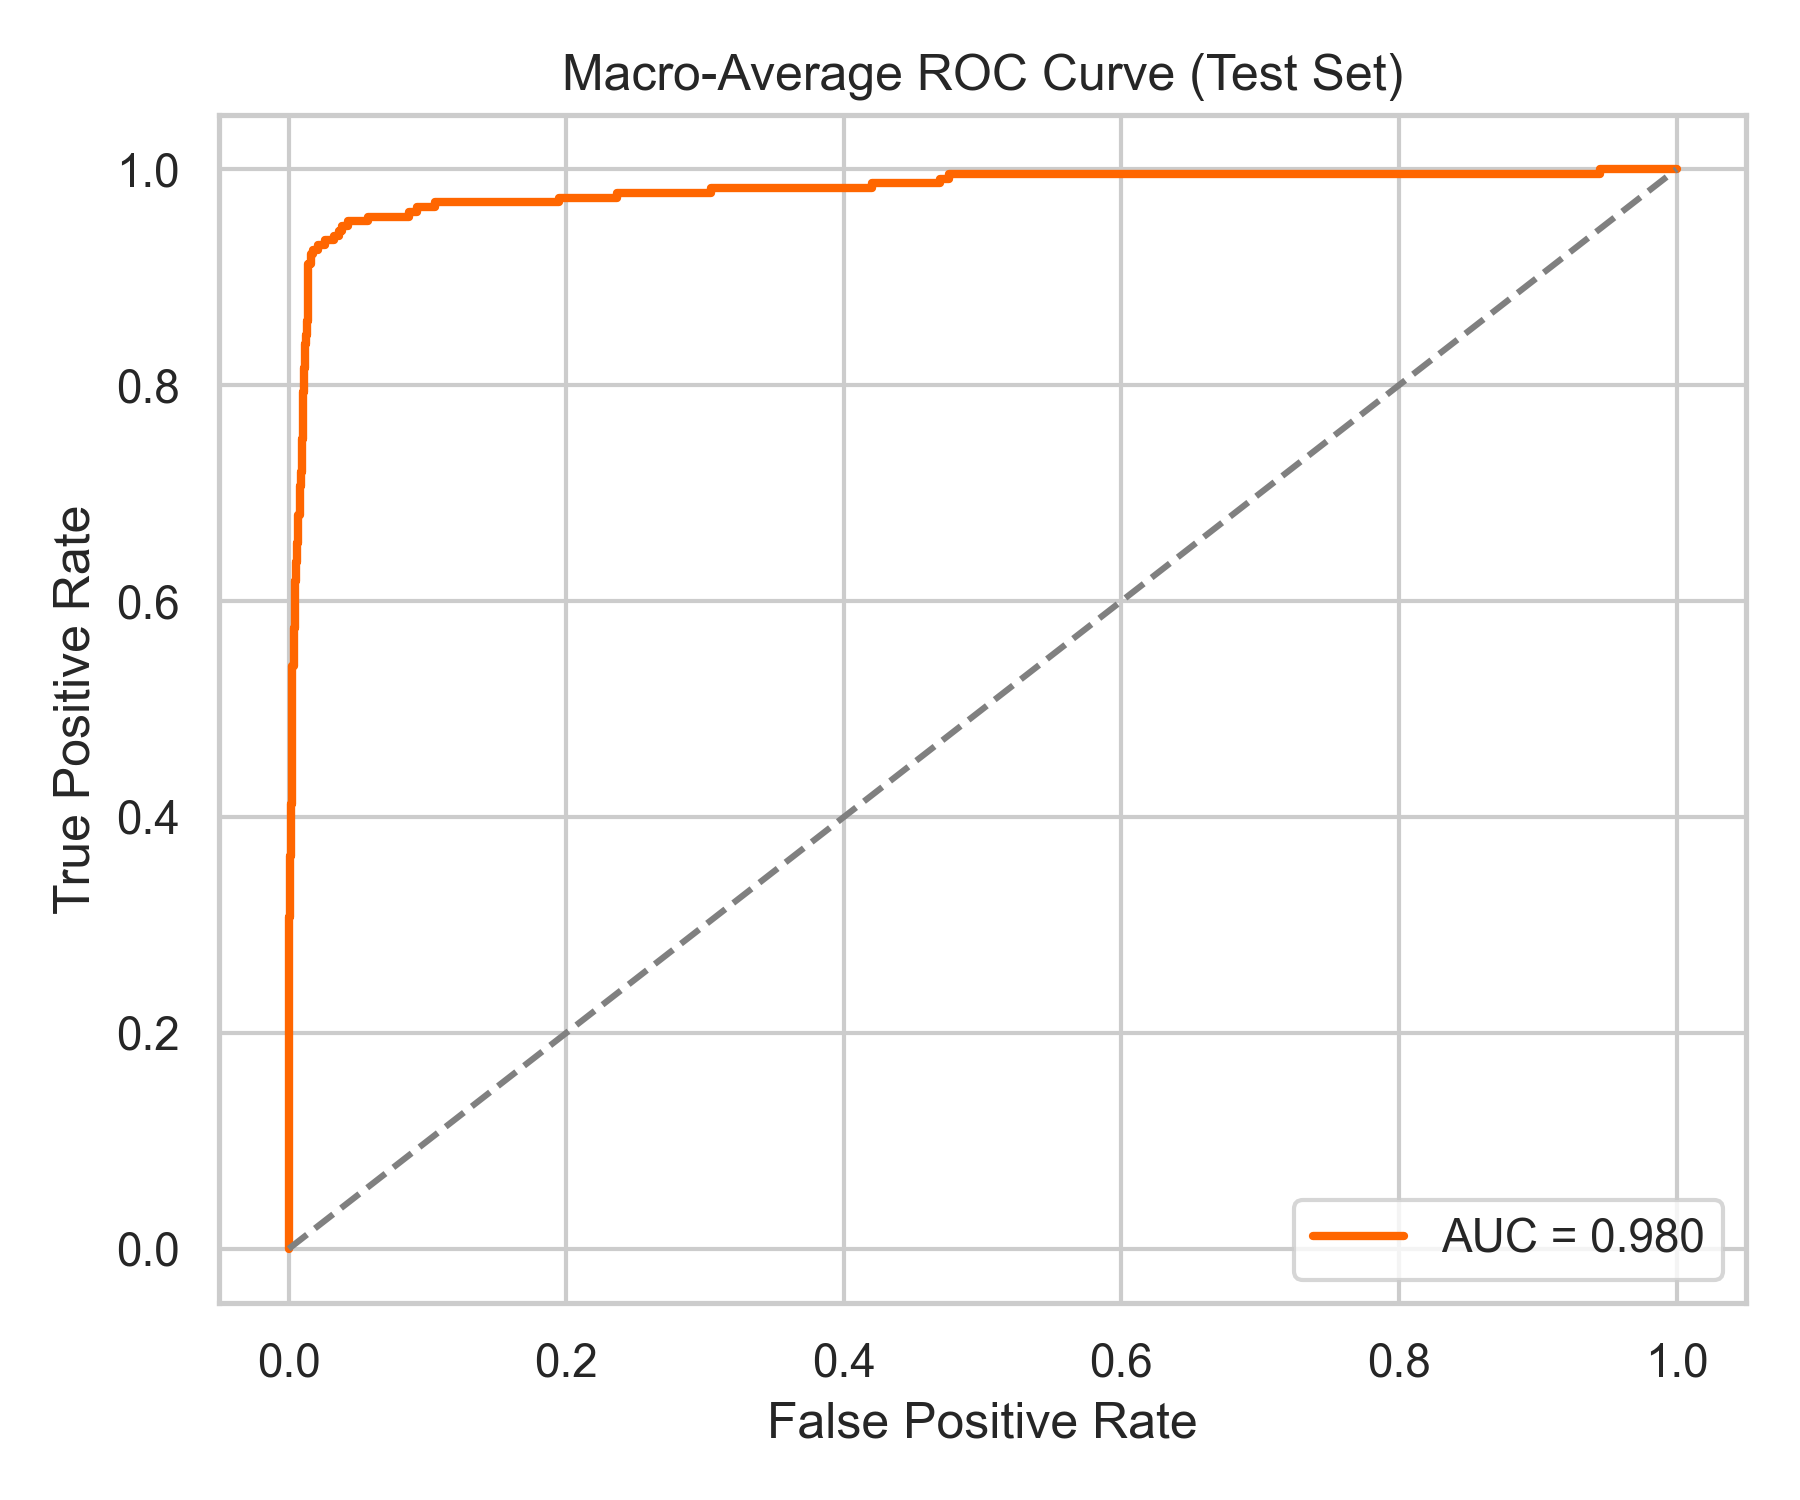 Macro-Average ROC Curve (Test Set)
1.0
0.8
0.6
0.4
0.2
0.0
True Positive Rate
AUC = 0.980
0.0 0.2 0.4 0.6 0.8 1.0
False Positive Rate